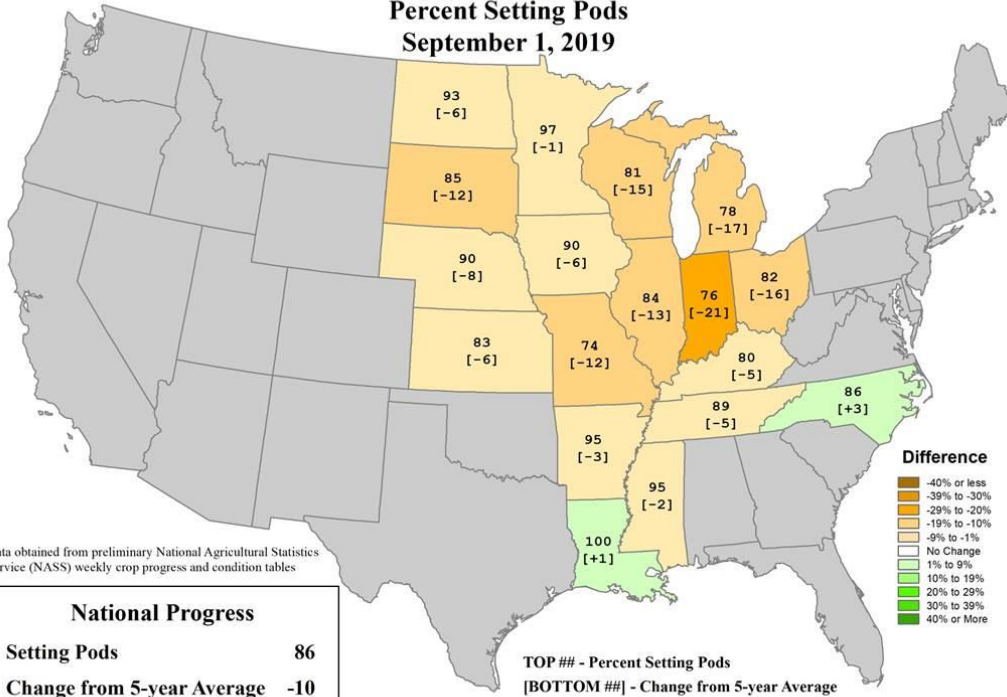 Percent Setting Pods
September 1, 2019
93
[-6]
97
[-1]
85
[-12]
81
[-15]
78
[-17]
90
[-8]
90
[-6]
84
[-13]
76
[-21]
82
[-16]
83
[-6]
74
[-12]
80
[-5]
89
[-5]
86
[+3]
95
[-3]
95
[-2]
100
[+1]
Difference
-40% or less
-39% to -30%
-29% to -20%
-19% to -10%
-9% to -1%
No Change
1% to 9%
10% to 19%
20% to 29%
30% to 39%
40% or More
ta obtained from preliminary National Agricultural Statistics
rvice (NASS) weekly crop progress and condition tables
National Progress
Setting Pods 86
Change from 5-year Average -10
TOP ## - Percent Setting Pods
[BOTTOM ##] - Change from 5-year Average